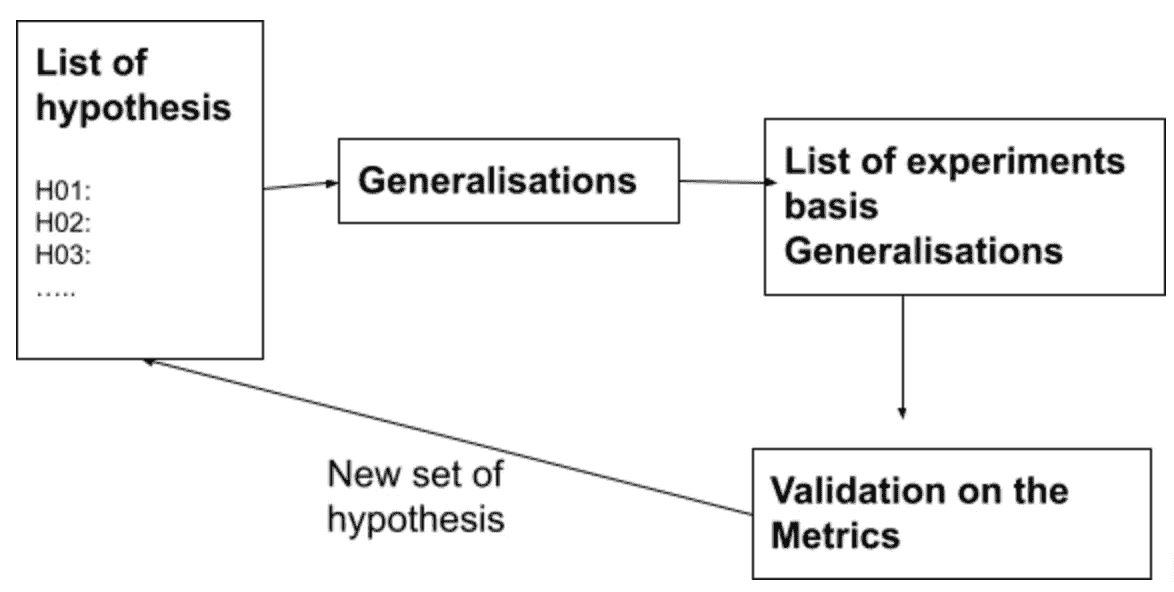 List of
hypothesis
H01:
H02:
H03:
…..
Generalisations
List of experiments
basis
Generalisations
New set of
hypothesis
Validation on the
Metrics